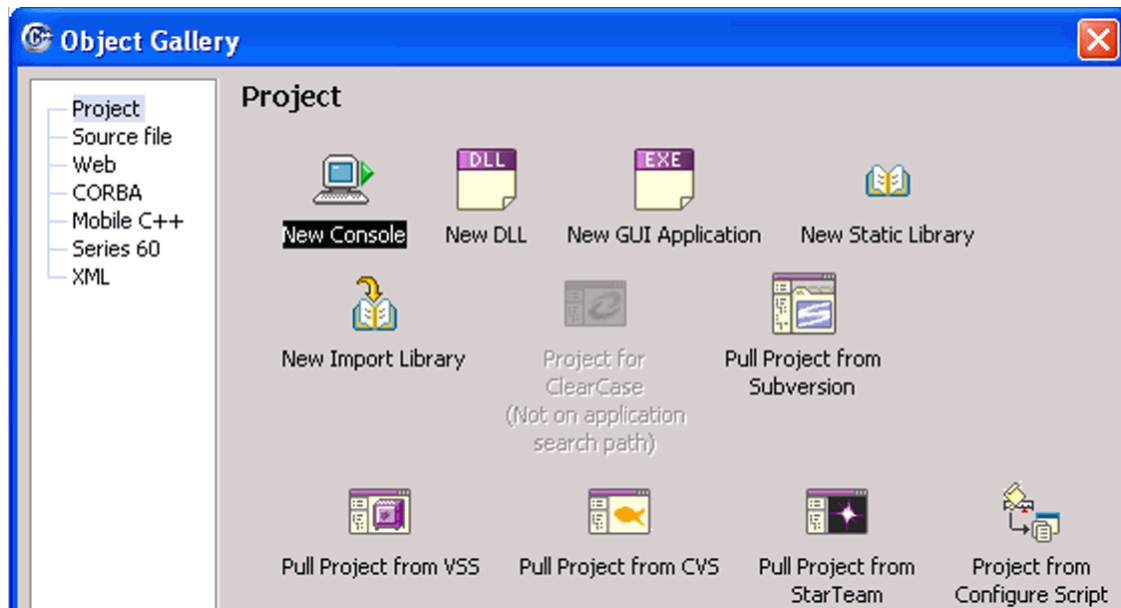 Object Gallery
Project
Source file
Web
CORBA
Mobile C++
Series 60
XML
Project
DLL
EXE
New Console
New DLL
New GUI Application
New Static Library
New Import Library
Project for
ClearCase
(Not on application
search path)
Pull Project from
Subversion
Pull Project from VSS
Pull Project from CVS
Pull Project from
StarTeam
Project from
Configure Script